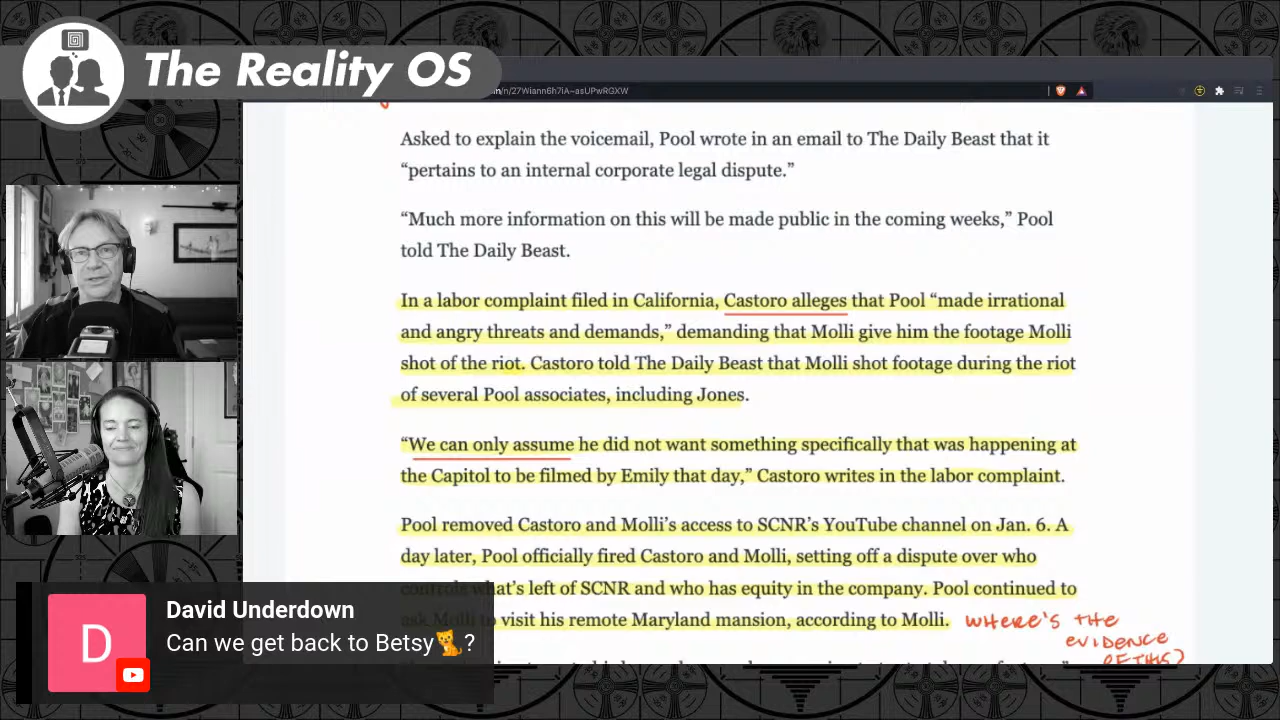 The Reality OS
n/n/27Wiann6h7iA-asUPwRGXW
Asked to explain the voicemail, Pool wrote in an email to The Daily Beast that it
“pertains to an internal corporate legal dispute.”
“Much more information on this will be made public in the coming weeks,” Pool
told The Daily Beast.
In a labor complaint filed in California, Castoro alleges that Pool “made irrational
and angry threats and demands,” demanding that Molli give him the footage Molli
shot of the riot. Castoro told The Daily Beast that Molli shot footage during the riot
of several Pool associates, including Jones.
“We can only assume he did not want something specifically that was happening at
the Capitol to be filmed by Emily that day,” Castoro writes in the labor complaint.
Pool removed Castoro and Molli’s access to SCNR’s YouTube channel on Jan. 6. A
day later, Pool officially fired Castoro and Molli, setting off a dispute over who
controls what’s left of SCNR and who has equity in the company. Pool continued to
ask Molli to visit his remote Maryland mansion, according to Molli.
WHERE'S THE
EVIDENCE
OF THIS?
D
David Underdown
Can we get back to Betsy🐈?